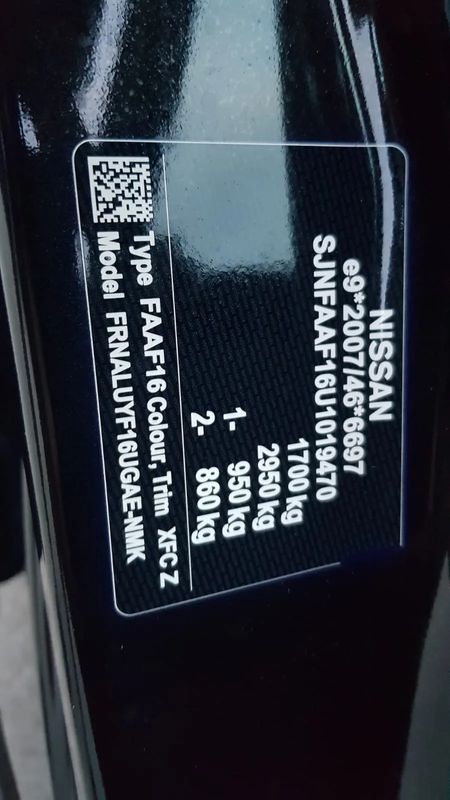 NISSAN
e9*2007/46*6697
SJNFAAF16U1019470
1700 kg
2950 kg
1- 950 kg
2- 860 kg
Type FAAF16 Colour, Trim XFC Z
Model FRNALUYF16UGAE-NMK